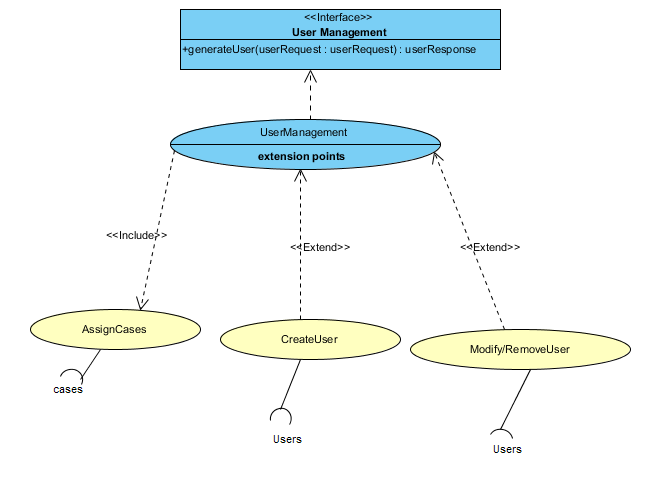 <<Interface>>
User Management
+generateUser(userRequest : userRequest) : userResponse
UserManagement
extension points
<<Include>>
<<Extend>>
<<Extend>>
AssignCases
CreateUser
Modify/RemoveUser
cases
Users
Users